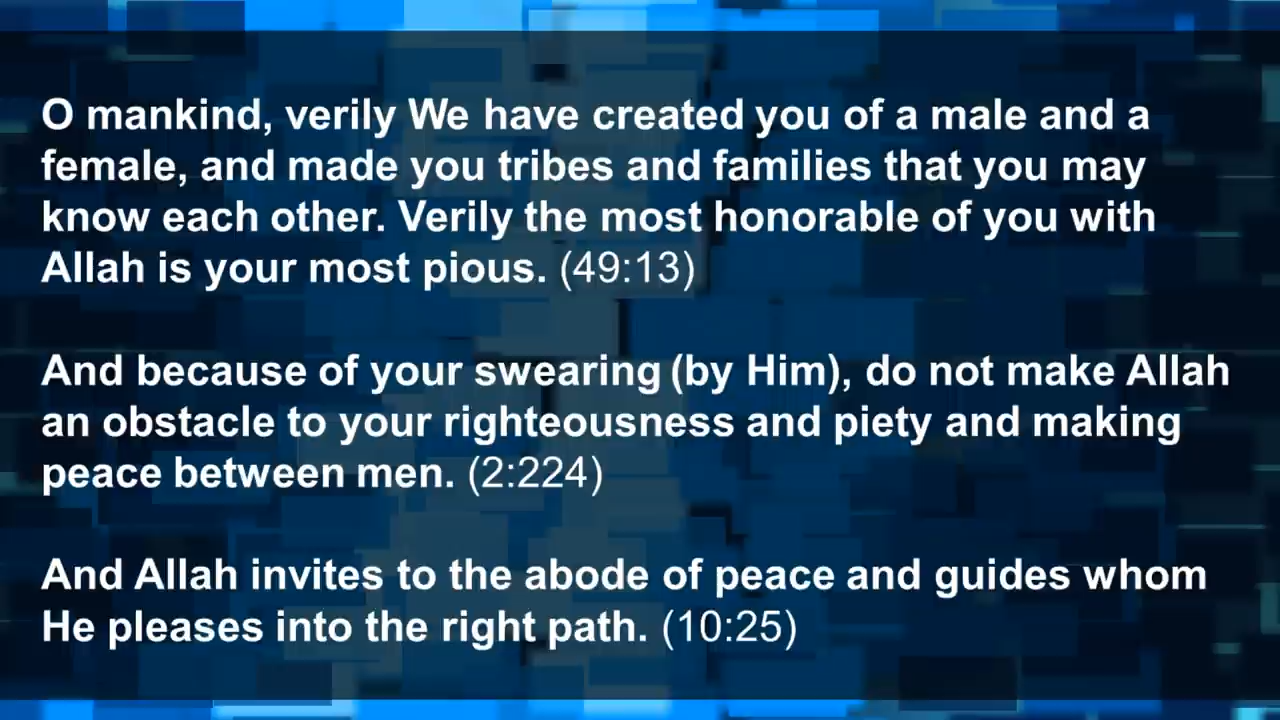 O mankind, verily We have created you of a male and a
female, and made you tribes and families that you may
know each other. Verily the most honorable of you with
Allah is your most pious. (49:13)
And because of your swearing (by Him), do not make Allah
an obstacle to your righteousness and piety and making
peace between men. (2:224)
And Allah invites to the abode of peace and guides whom
He pleases into the right path. (10:25)